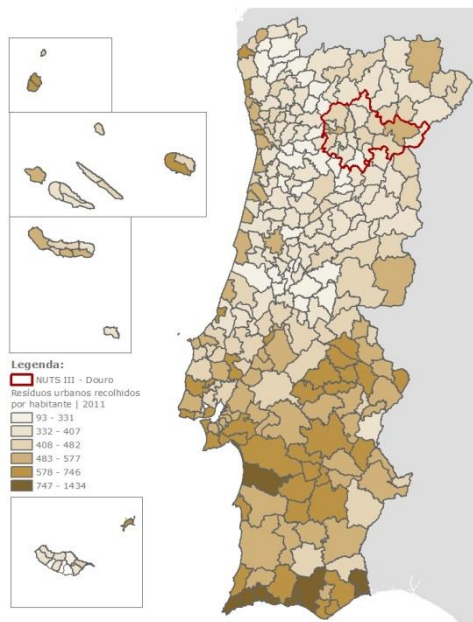 Legenda:
NUTS III - Douro
Resíduos urbanos recolhidos
por habitante | 2011
93 - 331
332 - 407
408 - 482
483 - 577
578 - 746
747 - 1434